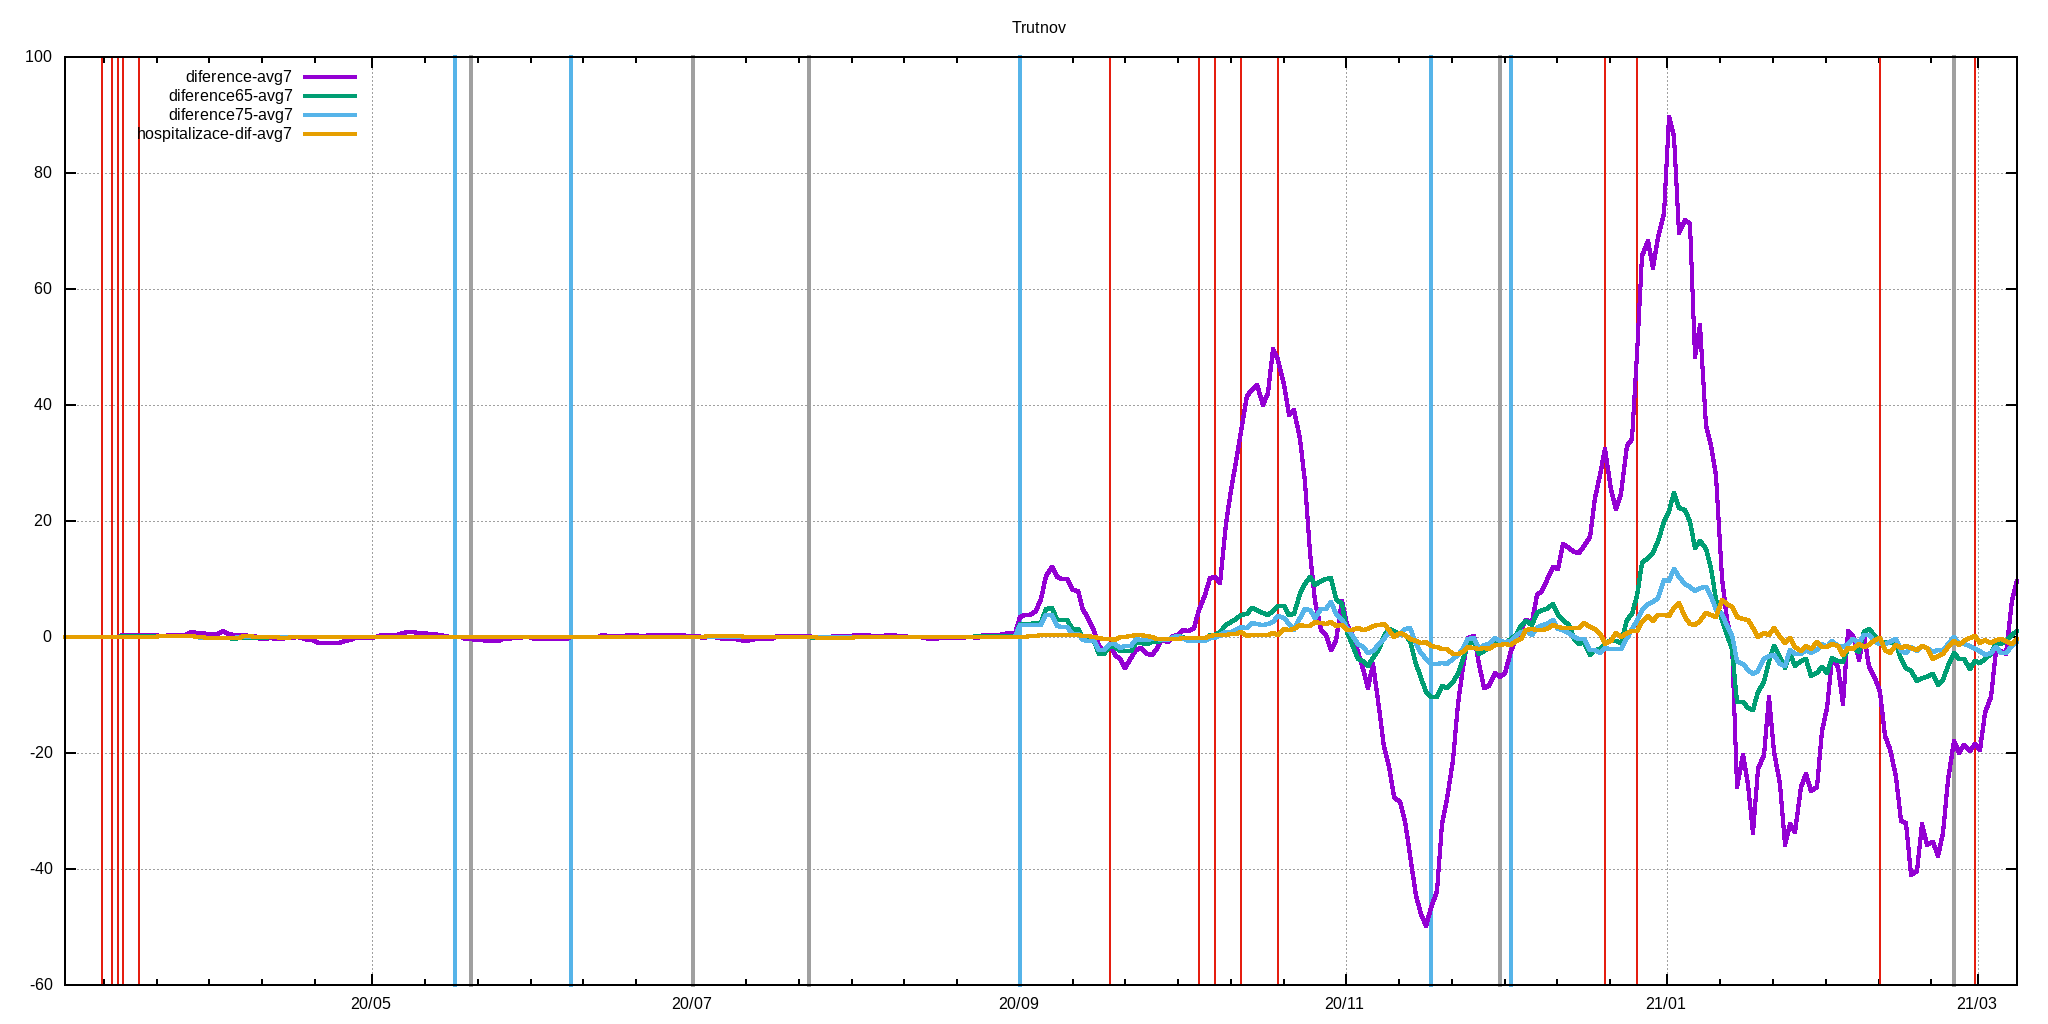 Trutnov
100
80
60
40
20
0
-20
-40
-60
diference-avg7
diference65-avg7
diference75-avg7
hospitalizace-dif-avg7
20/05 20/07 20/09 20/11 21/01 21/03